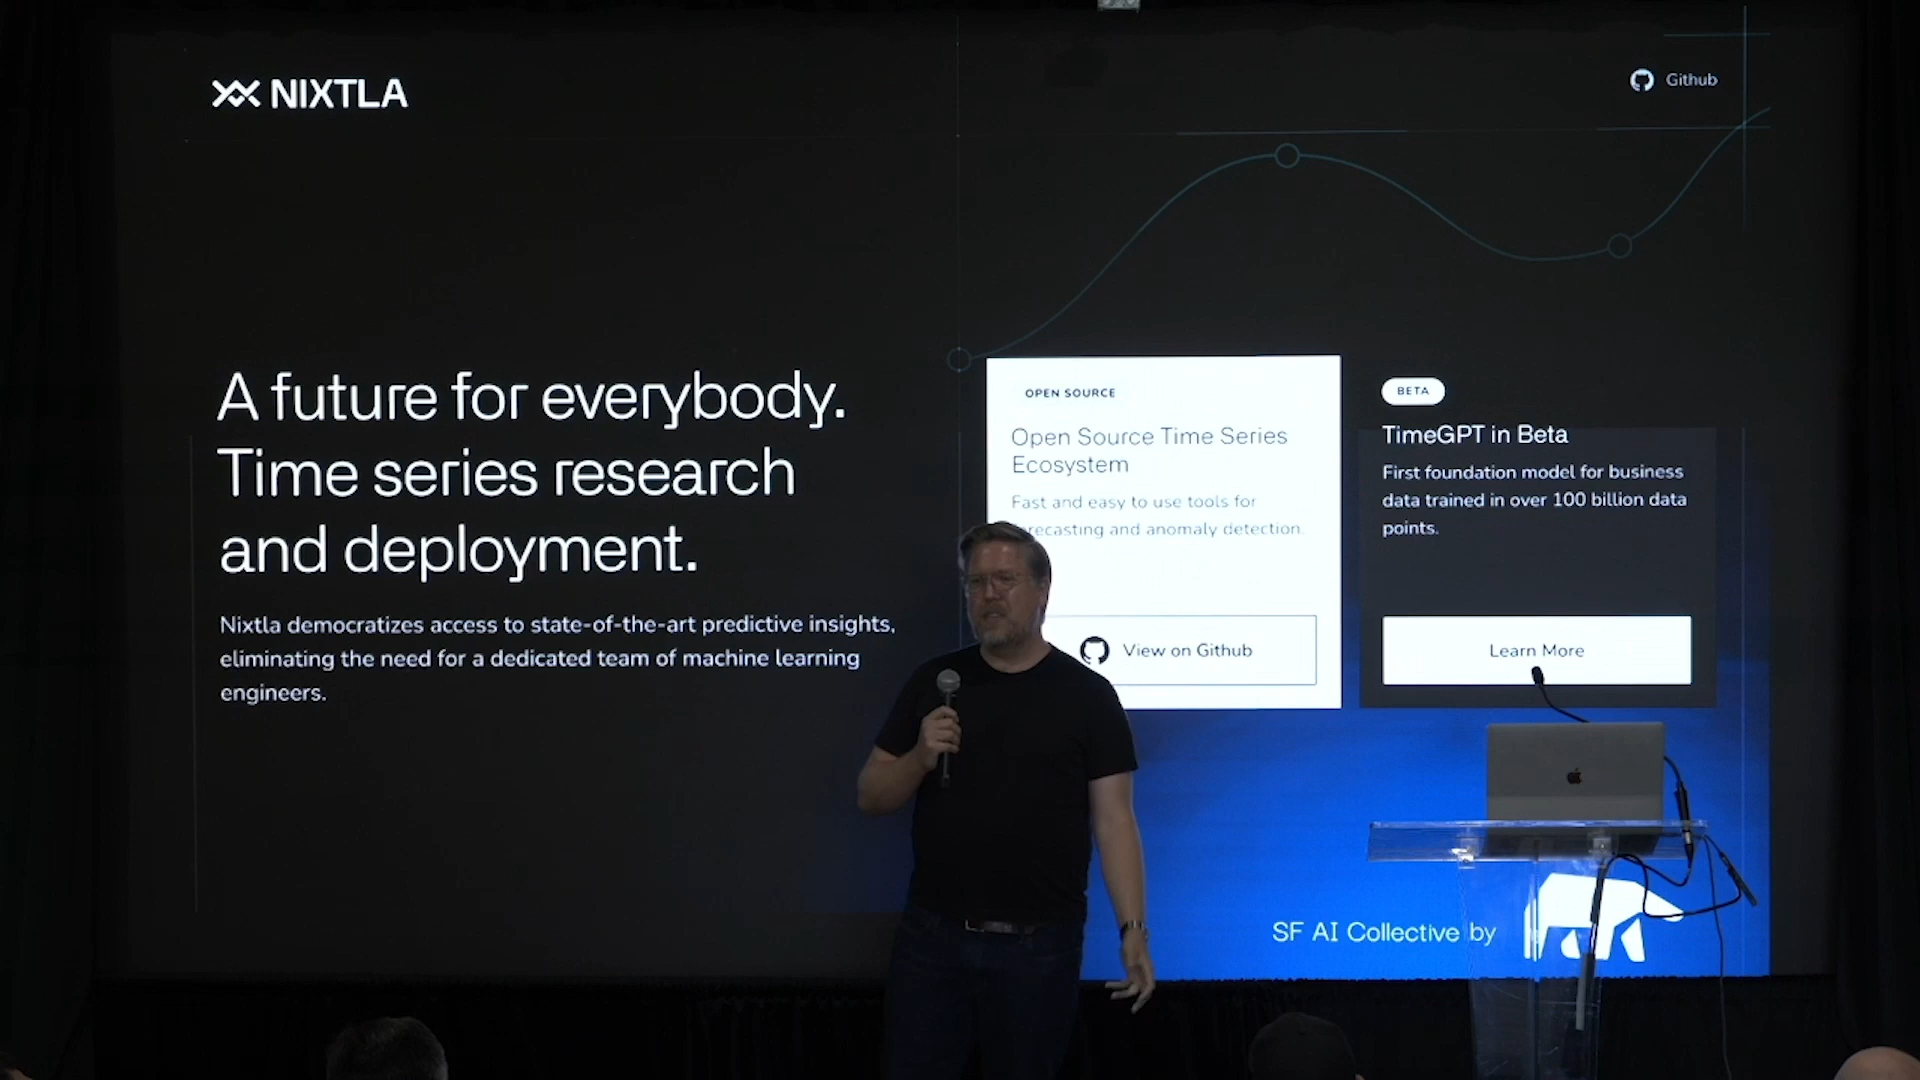 NIXTLA
Github
A future for everybody.
Time series research
and deployment.
Nixtla democratizes access to state-of-the-art predictive insights,
eliminating the need for a dedicated team of machine learning
engineers.
OPEN SOURCE
Open Source Time Series
Ecosystem
Fast and easy to use tools for
recasting and anomaly detection.
View on Github
BETA
TimeGPT in Beta
First foundation model for business
data trained in over 100 billion data
points.
Learn More
SF AI Collective by